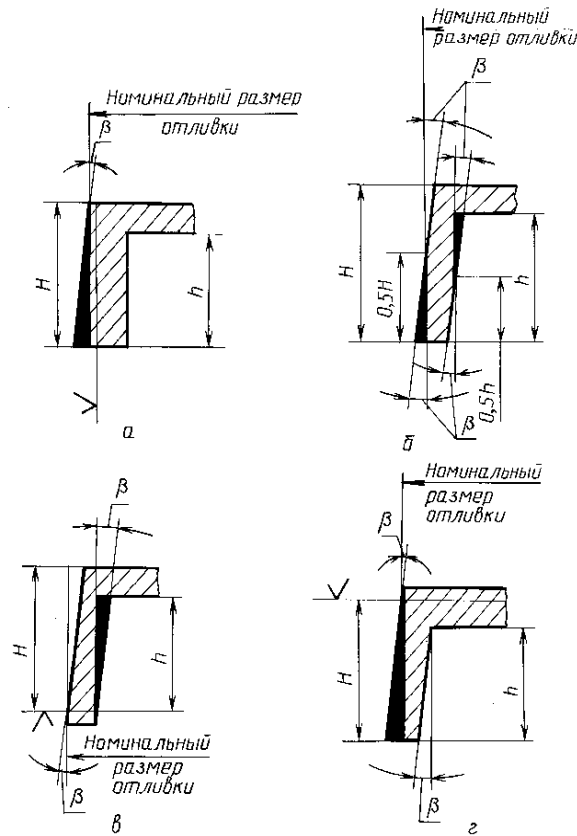 Номинальный размер
отливки
β
H
h
а
Номинальный
размер отливки
β
H
0,5H
h
0,5h
β
б
β
H
h
Номинальный
размер
отливки
β
в
Номинальный
размер
отливки
β
H
h
β
г